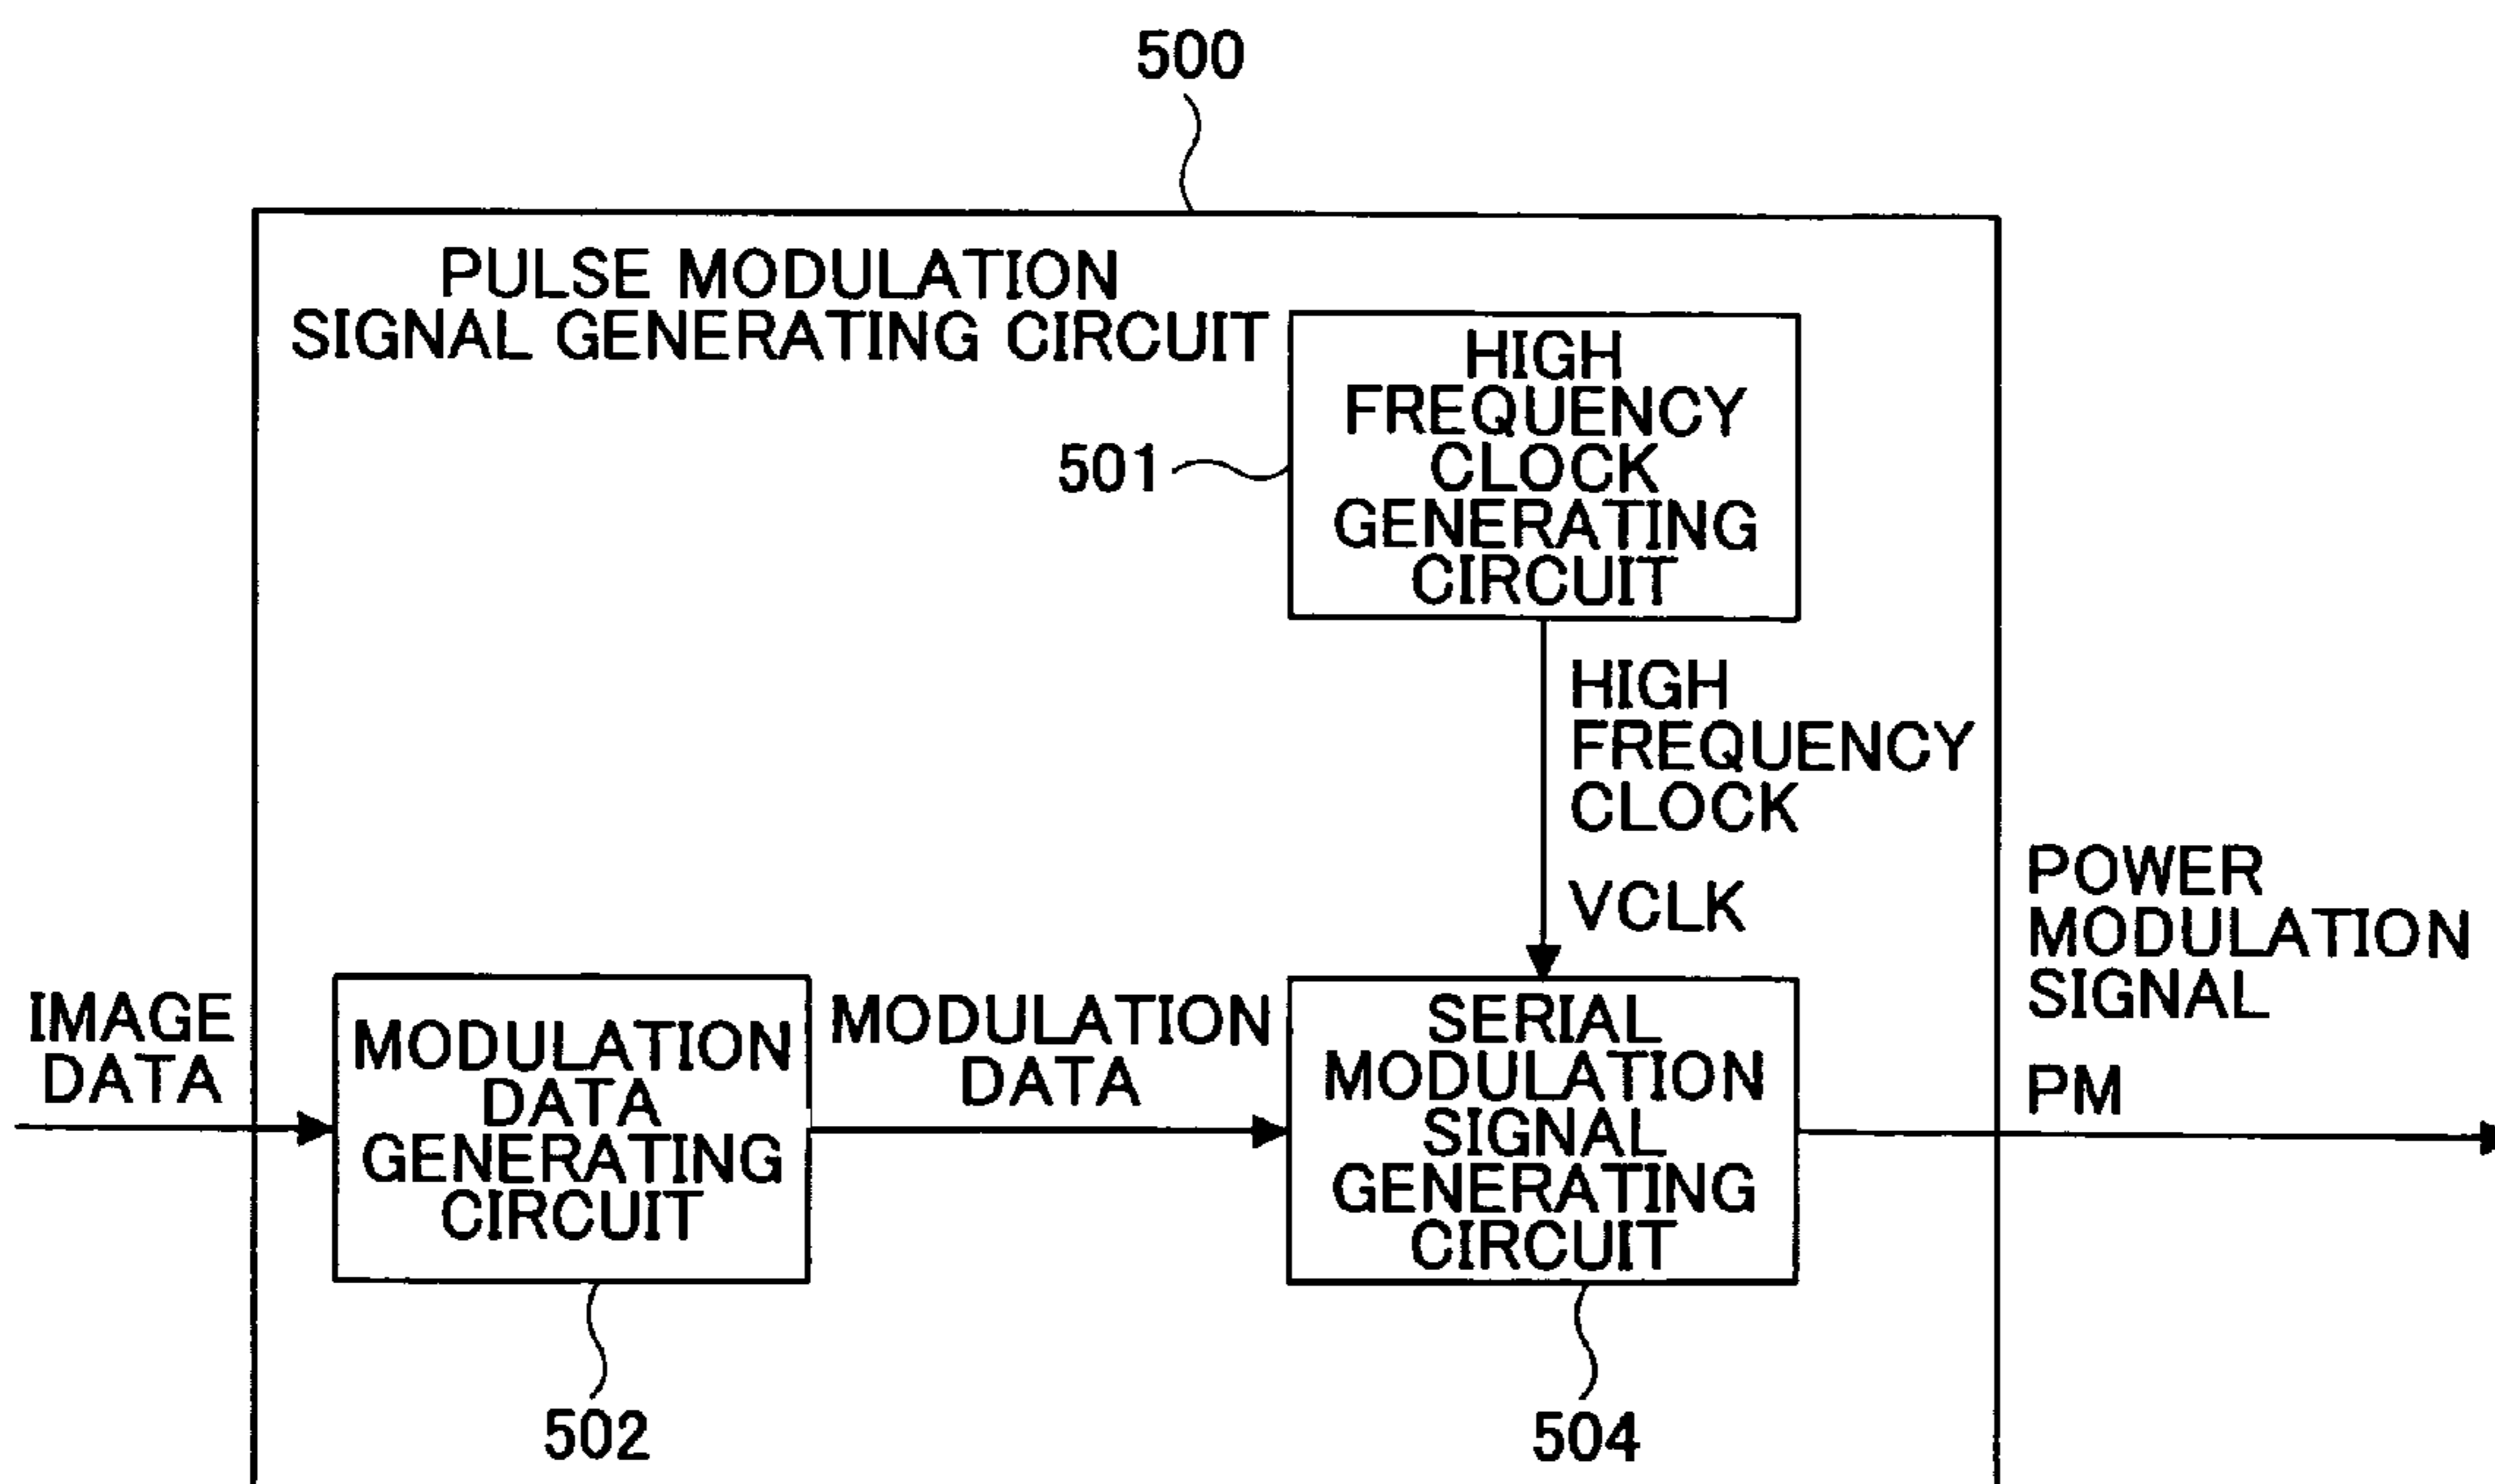 500
PULSE MODULATION
SIGNAL GENERATING CIRCUIT
HIGH
FREQUENCY
CLOCK
GENERATING
CIRCUIT
501
HIGH
FREQUENCY
CLOCK
VCLK
POWER
MODULATION
SIGNAL
PM
IMAGE
DATA
MODULATION
DATA
GENERATING
CIRCUIT
MODULATION
DATA
SERIAL
MODULATION
SIGNAL
GENERATING
CIRCUIT
502
504